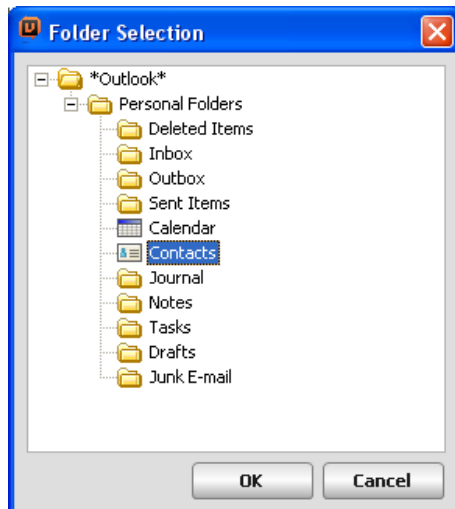 Folder Selection
*Outlook*
Personal Folders
Deleted Items
Inbox
Outbox
Sent Items
Calendar
Contacts
Journal
Notes
Tasks
Drafts
Junk E-mail
OK Cancel